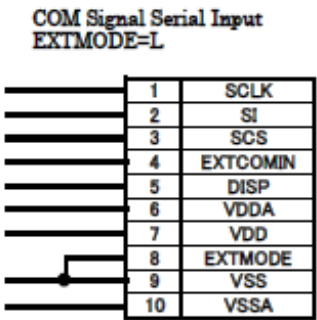 COM Signal Serial Input
EXTMODE=L
1 SCLK
2 SI
3 SCS
4 EXTCOMIN
5 DISP
6 VDDA
7 VDD
8 EXTMODE
9 VSS
10 VSSA